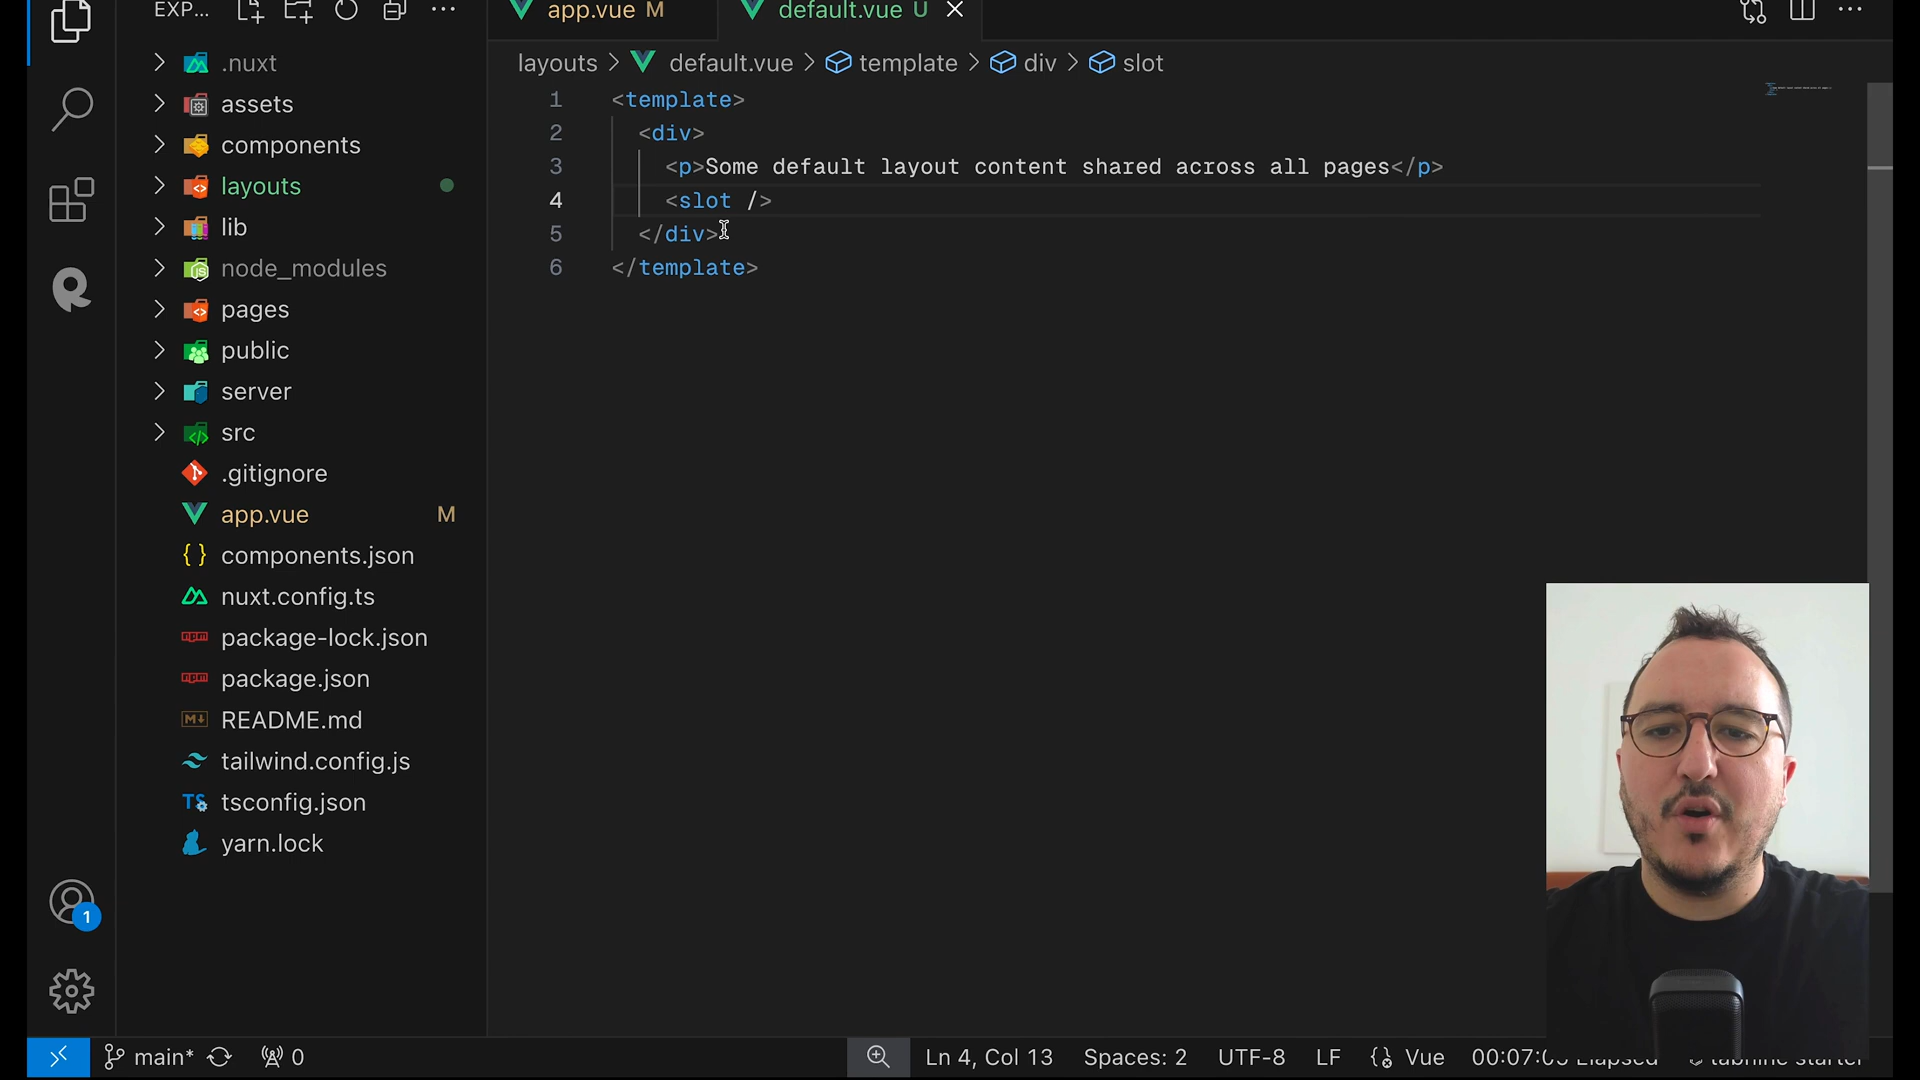 EXP...
app.vue M
default.vue U
layouts > default.vue > template > div > slot
.nuxt
assets
components
layouts
lib
node_modules
pages
public
server
src
.gitignore
app.vue M
components.json
nuxt.config.ts
package-lock.json
package.json
README.md
tailwind.config.js
tsconfig.json
yarn.lock
1 <template>
2 <div>
3 <p>Some default layout content shared across all pages</p>
4 <slot />
5 </div>
6 </template>
1
main* 0 Ln 4, Col 13 Spaces: 2 UTF-8 LF Vue Elapsed tabnine starter